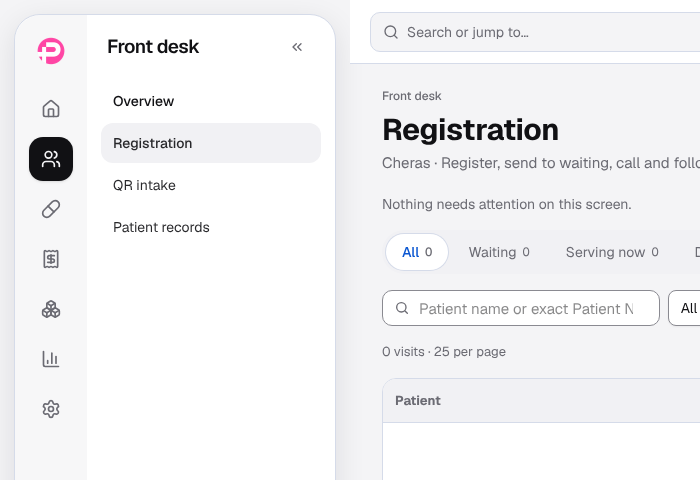 Front desk
Overview
Registration
QR intake
Patient records
Search or jump to...
Front desk
Registration
Cheras · Register, send to waiting, call and follo
Nothing needs attention on this screen.
All 0
Waiting 0
Serving now 0
Patient name or exact Patient N
All
0 visits · 25 per page
Patient